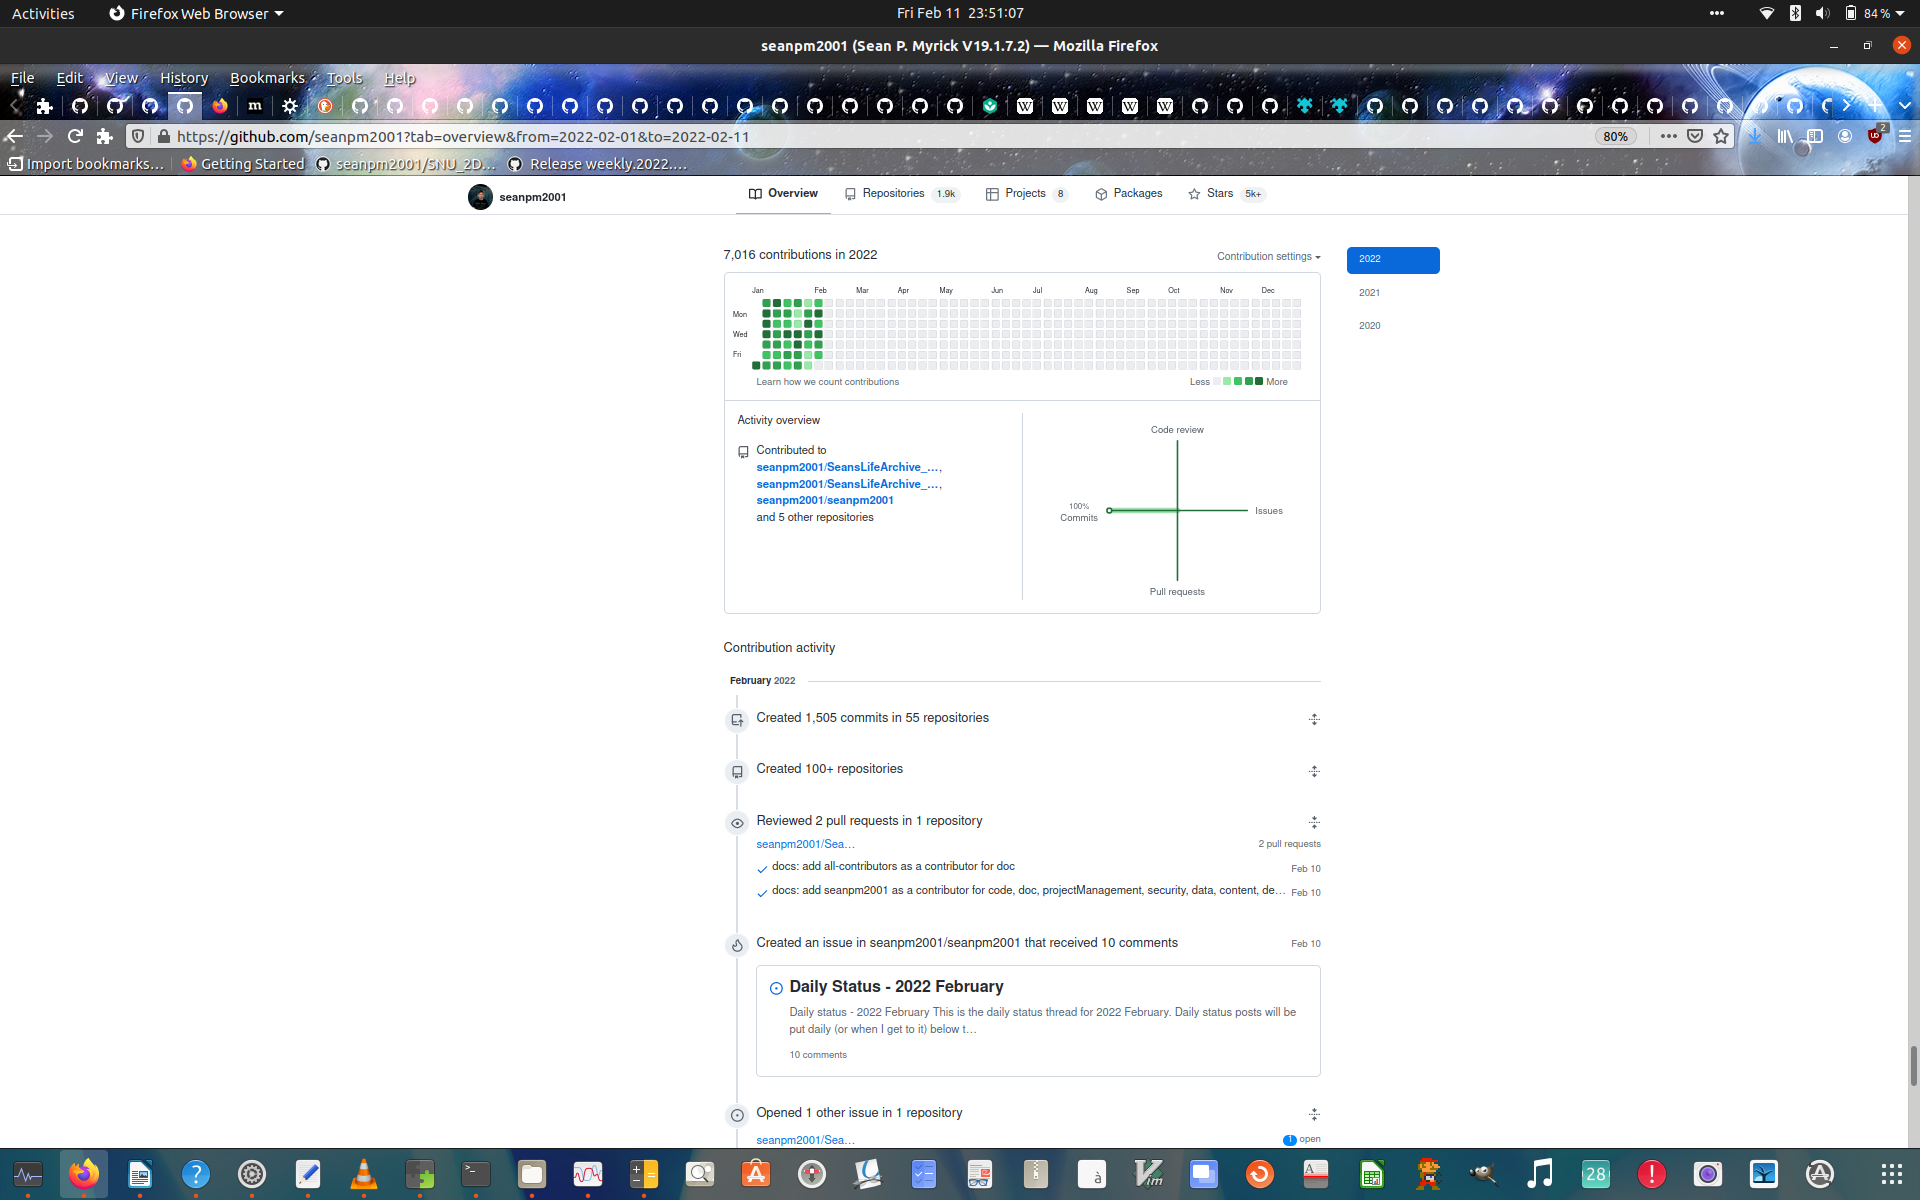 Activities Firefox Web Browser Fri Feb 11 23:51:07 84 %
seanpm2001 (Sean P. Myrick V19.1.7.2) — Mozilla Firefox
File Edit View History Bookmarks Tools Help
https://github.com/seanpm2001?tab=overview&from=2022-02-01&to=2022-02-11 80% 2
Import bookmarks... Getting Started seanpm2001/SNU_2D... Release weekly.2022....
seanpm2001 Overview Repositories 1.9k Projects 8 Packages Stars 5k+
7,016 contributions in 2022 Contribution settings 2022
Jan Feb Mar Apr May Jun Jul Aug Sep Oct Nov Dec
2021
Mon
2020
Wed
Fri
Learn how we count contributions Less More
Activity overview
Contributed to
seanpm2001/SeansLifeArchive_...,
seanpm2001/SeansLifeArchive_...,
seanpm2001/seanpm2001
and 5 other repositories
Code review
100%
Commits
Issues
Pull requests
Contribution activity
February 2022
Created 1,505 commits in 55 repositories
Created 100+ repositories
Reviewed 2 pull requests in 1 repository
seanpm2001/Sea... 2 pull requests
docs: add all-contributors as a contributor for doc Feb 10
docs: add seanpm2001 as a contributor for code, doc, projectManagement, security, data, content, de... Feb 10
Created an issue in seanpm2001/seanpm2001 that received 10 comments Feb 10
Daily Status - 2022 February
Daily status - 2022 February This is the daily status thread for 2022 February. Daily status posts will be
put daily (or when I get to it) below t...
10 comments
Opened 1 other issue in 1 repository
seanpm2001/Sea... 1 open
28